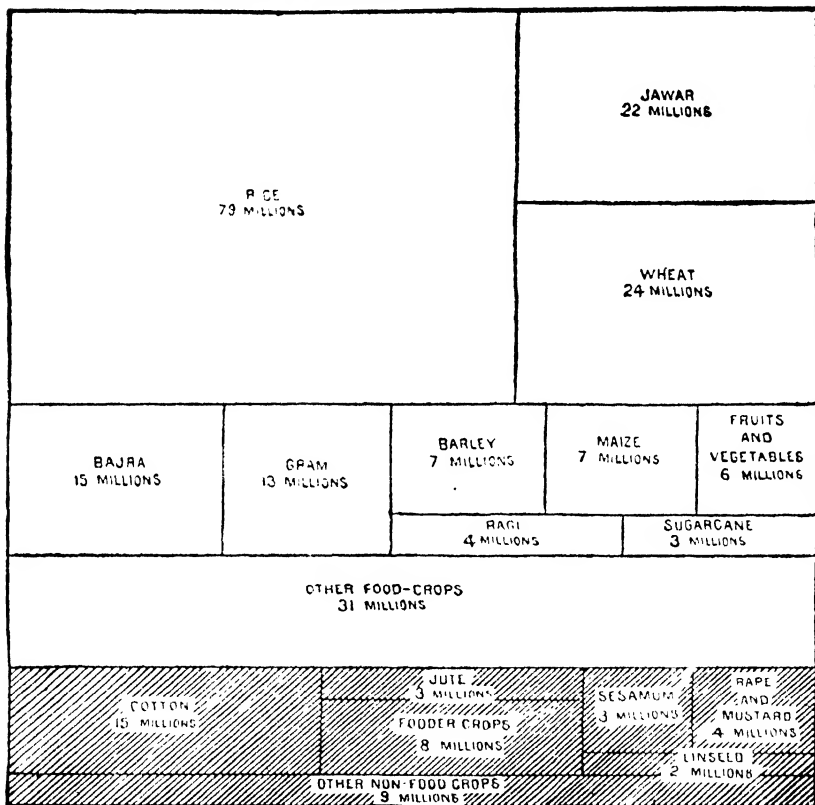 JAWAR
22 MILLIONS
RICE
79 MILLIONS
WHEAT
24 MILLIONS
BAJRA
15 MILLIONS
GRAM
13 MILLIONS
BARLEY
7 MILLIONS
MAIZE
7 MILLIONS
FRUITS
AND
VEGETABLES
6 MILLIONS
RAGI
4 MILLIONS
SUGARCANE
3 MILLIONS
OTHER FOOD-CROPS
31 MILLIONS
COTTON
15 MILLIONS
JUTE
3 MILLIONS
FODDER CROPS
8 MILLIONS
SESAMUM
3 MILLIONS
RAPE
AND
MUSTARD
4 MILLIONS
LINSEED
2 MILLIONS
OTHER NON-FOOD CROPS
9 MILLIONS